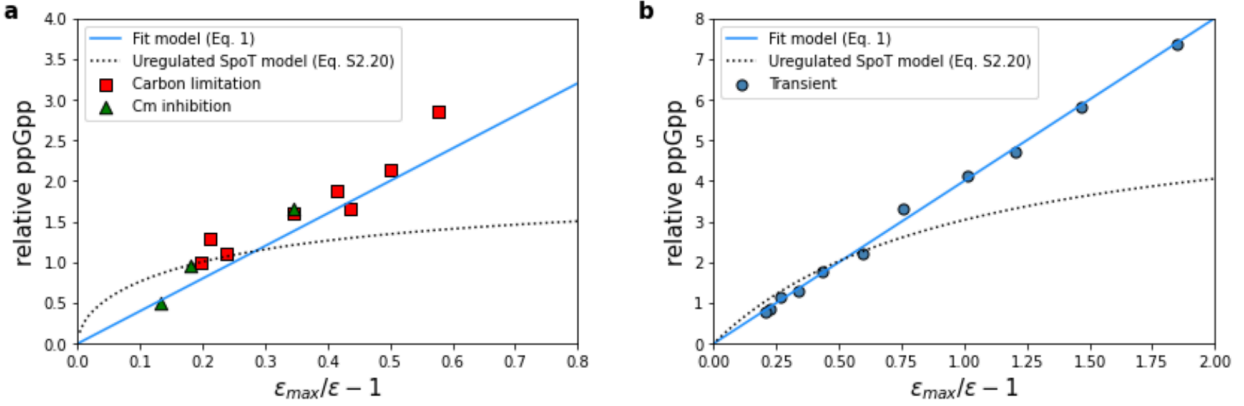 a
4.0
3.5
3.0
2.5
2.0
1.5
1.0
0.5
0.0
relative ppGpp
Fit model (Eq. 1)
Unregulated SpoT model (Eq. S2.20)
Carbon limitation
Cm inhibition
0.0 0.1 0.2 0.3 0.4 0.5 0.6 0.7 0.8
εmax/ε − 1
b
8
7
6
5
4
3
2
1
0
relative ppGpp
Fit model (Eq. 1)
Unregulated SpoT model (Eq. S2.20)
Transient
0.00 0.25 0.50 0.75 1.00 1.25 1.50 1.75 2.00
εmax/ε − 1